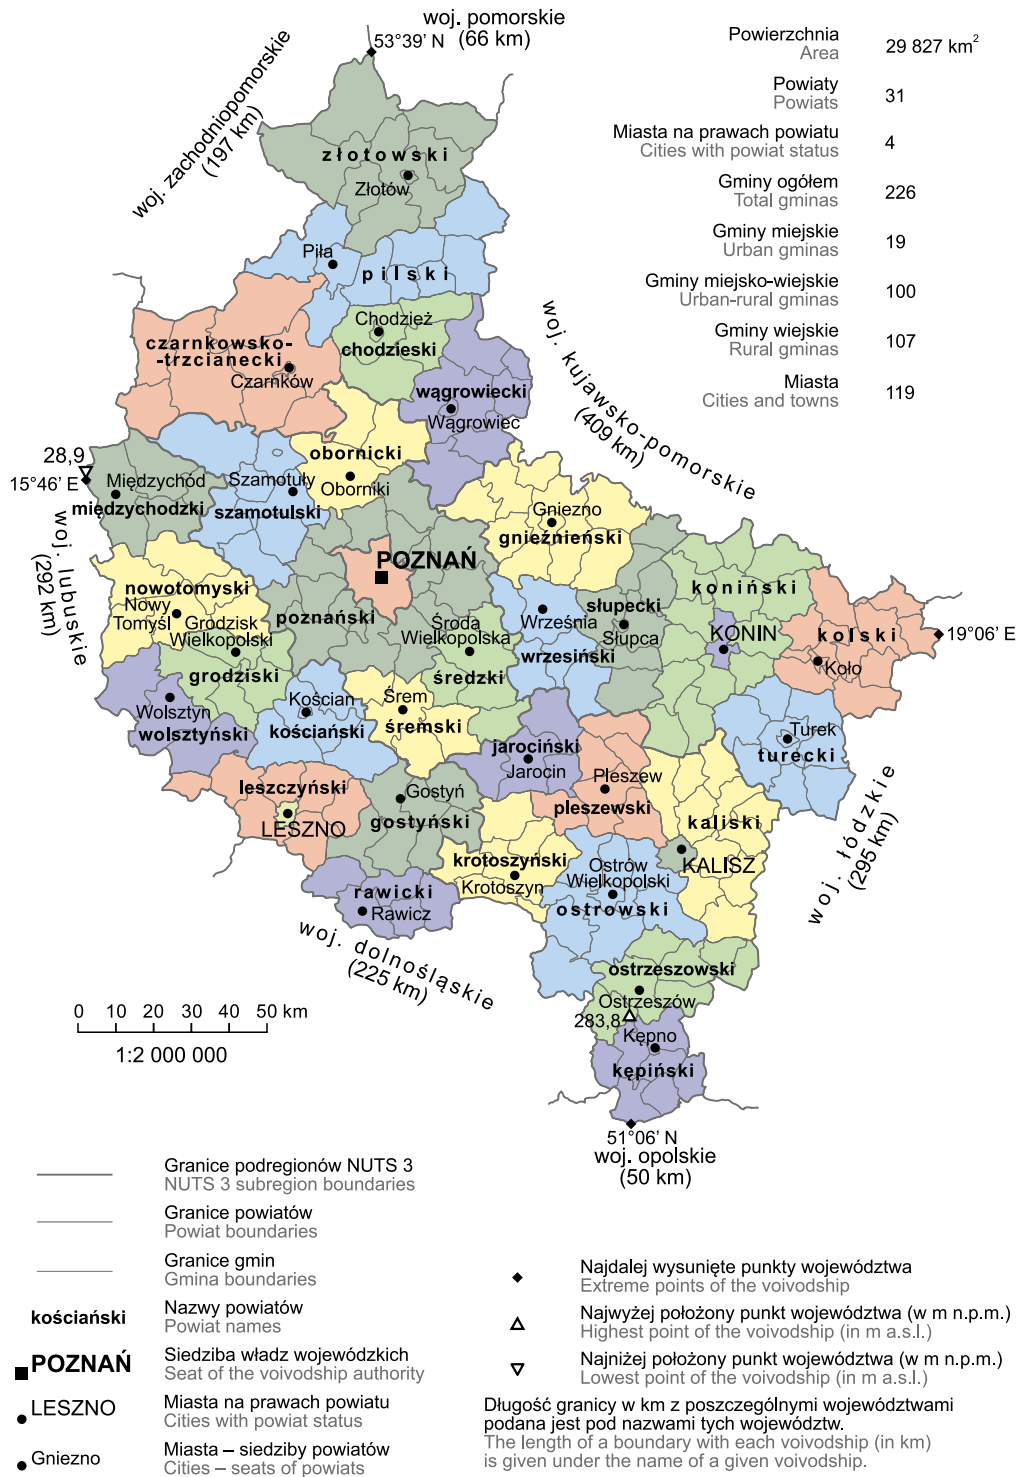 woj. pomorskie
(66 km)
53°39' N
woj. zachodniopomorskie
(197 km)
Powierzchnia
Area
29 827 km²
Powiaty
Powiats
31
Miasta na prawach powiatu
Cities with powiat status
4
Gminy ogółem
Total gminas
226
Gminy miejskie
Urban gminas
19
Gminy miejsko-wiejskie
Urban-rural gminas
100
Gminy wiejskie
Rural gminas
107
Miasta
Cities and towns
119
złotowski
Złotów
Piła
pilski
Chodzież
chodzieski
czarnkowsko-
-trzcianecki
Czarnków
wągrowiecki
Wągrowiec
woj. kujawsko-pomorskie
(409 km)
obornicki
Oborniki
28,9
15°46' E
Międzychód
międzychodzki
Szamotuły
szamotulski
Gniezno
gnieźnieński
woj. lubuskie
(292 km)
POZNAŃ
poznański
nowotomyski
Nowy
Tomyśl
Grodzisk
Wielkopolski
grodziski
Środa
Wielkopolska
średzki
Września
wrzesiński
słupecki
Słupca
koniński
KONIN
kolski
Koło
19°06' E
Wolsztyn
wolsztyński
Kościan
kościański
Śrem
śremski
jarociński
Jarocin
Pleszew
pleszewski
Turek
turecki
leszczyński
LESZNO
Gostyń
gostyński
kaliski
KALISZ
woj. łódzkie
(295 km)
krotoszyński
Krotoszyn
Ostrów
Wielkopolski
ostrowski
rawicki
Rawicz
woj. dolnośląskie
(225 km)
ostrzeszowski
Ostrzeszów
283,8
Kępno
kępiński
51°06' N
woj. opolskie
(50 km)
0 10 20 30 40 50 km
1:2 000 000
Granice podregionów NUTS 3
NUTS 3 subregion boundaries
Granice powiatów
Powiat boundaries
Granice gmin
Gmina boundaries
kościański
Nazwy powiatów
Powiat names
POZNAŃ
Siedziba władz wojewódzkich
Seat of the voivodship authority
LESZNO
Miasta na prawach powiatu
Cities with powiat status
Gniezno
Miasta – siedziby powiatów
Cities – seats of powiats
Najdalej wysunięte punkty województwa
Extreme points of the voivodship
Najwyżej położony punkt województwa (w m n.p.m.)
Highest point of the voivodship (in m a.s.l.)
Najniżej położony punkt województwa (w m n.p.m.)
Lowest point of the voivodship (in m a.s.l.)
Długość granicy w km z poszczególnymi województwami
podana jest pod nazwami tych województw.
The length of a boundary with each voivodship (in km)
is given under the name of a given voivodship.